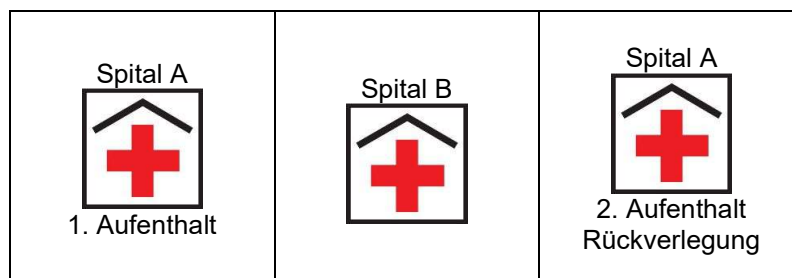 Spital A
1. Aufenthalt
Spital B
Spital A
2. Aufenthalt
Rückverlegung